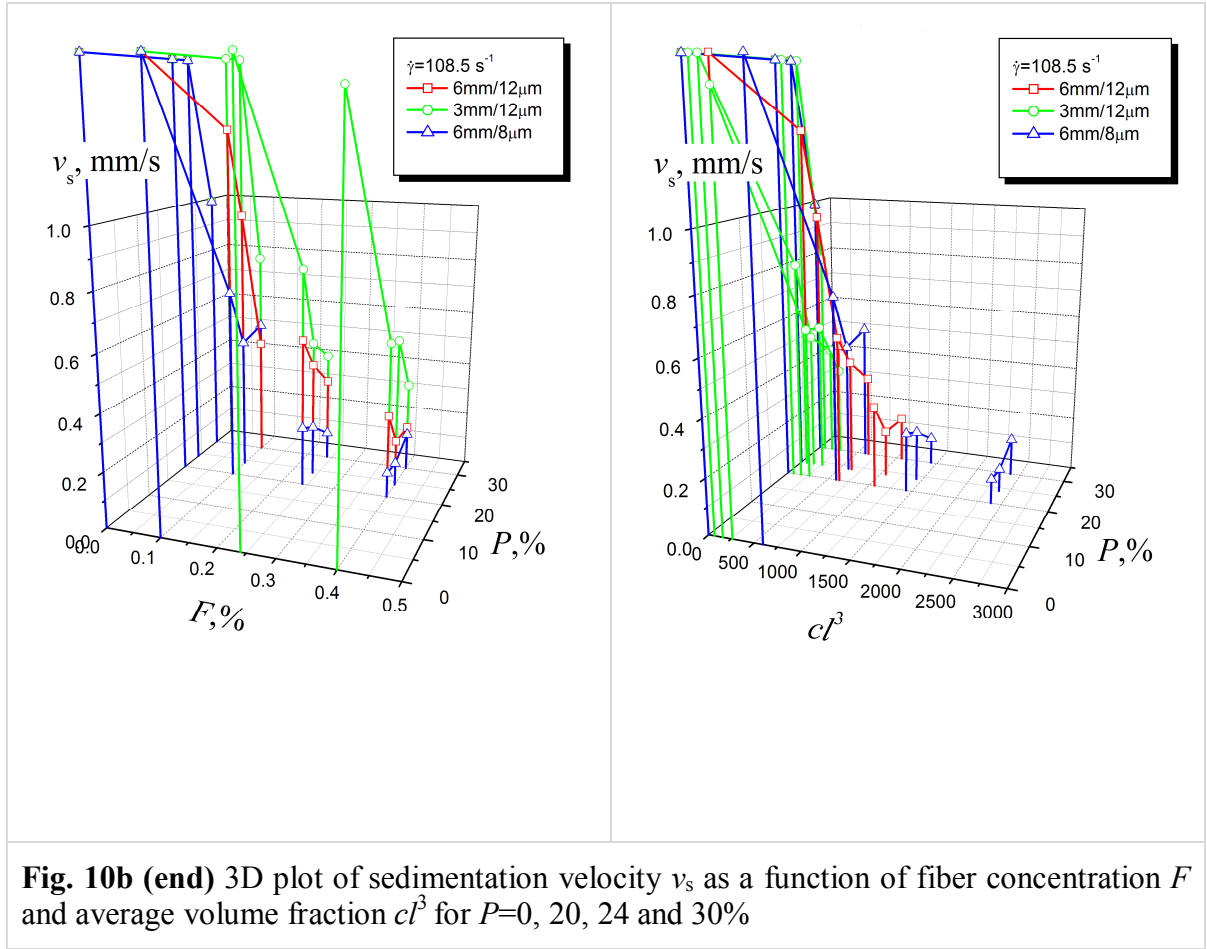 γ̇=108.5 s⁻¹
6mm/12μm
3mm/12μm
6mm/8μm
vₛ, mm/s
1.0
0.8
0.6
0.4
0.2
0.0
0.0
0.1
0.2
0.3
0.4
0.5
F,%
0
10
20
30
P,%
γ̇=108.5 s⁻¹
6mm/12μm
3mm/12μm
6mm/8μm
vₛ, mm/s
1.0
0.8
0.6
0.4
0.2
0.0
0
500
1000
1500
2000
2500
3000
cl³
0
10
20
30
P,%
Fig. 10b (end) 3D plot of sedimentation velocity vₛ as a function of fiber concentration F
and average volume fraction cl³ for P=0, 20, 24 and 30%